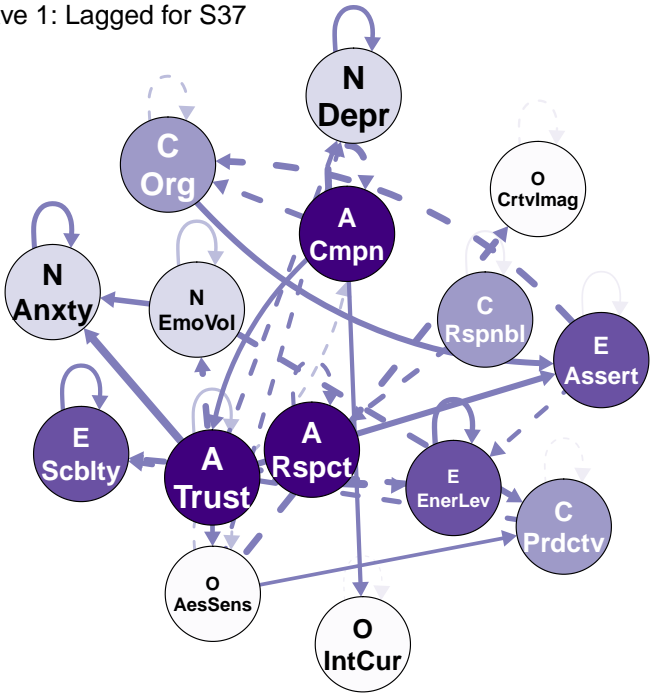 ve 1: Lagged for S37
N
Depr
C
Org
O
CrtvImag
A
Cmpn
N
Anxty
N
EmoVol
C
Rspnbl
E
Assert
E
Scblty
A
Trust
A
Rspct
E
EnerLev
C
Prdctv
O
AesSens
O
IntCur